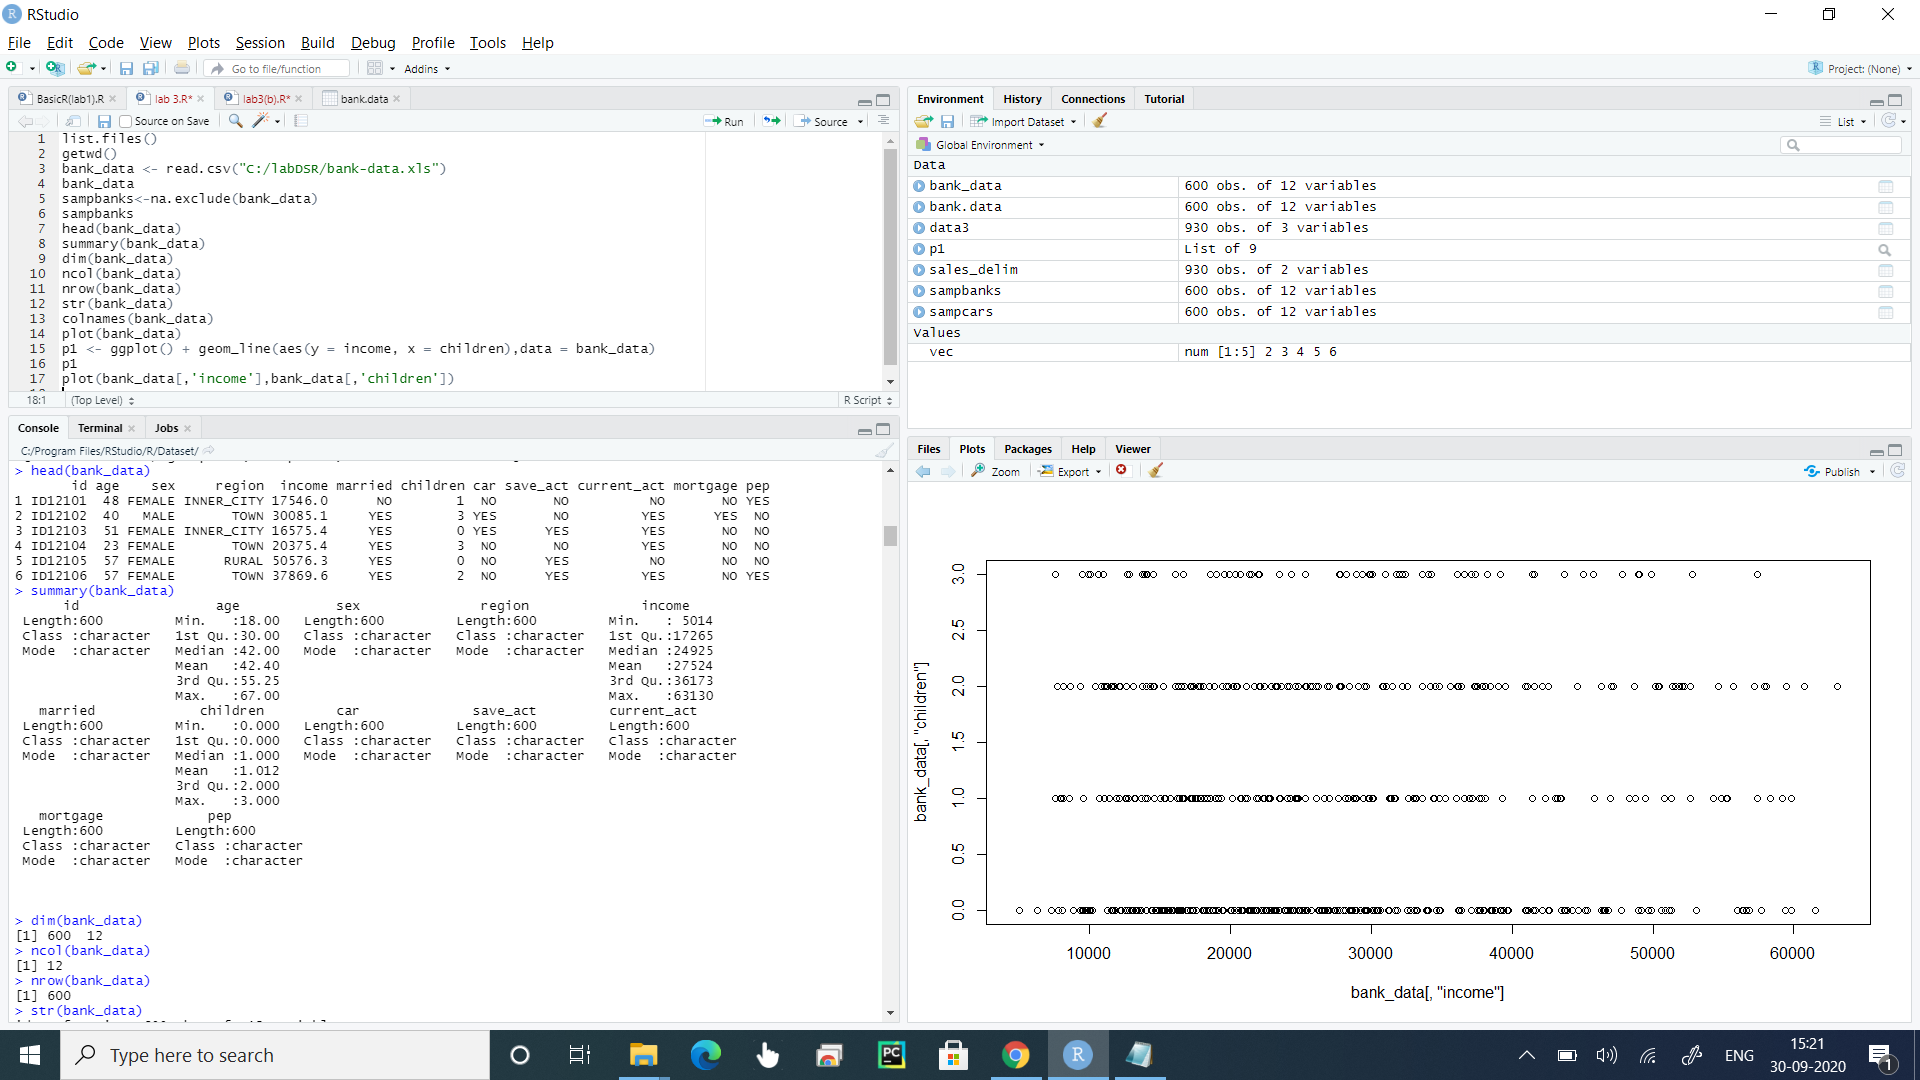 RStudio
File Edit Code View Plots Session Build Debug Profile Tools Help
Go to file/function Addins Project: (None)
BasicR(lab1).R lab 3.R* lab3(b).R* bank.data
Source on Save Run Source
1 list.files()
2 getwd()
3 bank_data <- read.csv("C:/labDSR/bank-data.xls")
4 bank_data
5 sampbanks<-na.exclude(bank_data)
6 sampbanks
7 head(bank_data)
8 summary(bank_data)
9 dim(bank_data)
10 ncol(bank_data)
11 nrow(bank_data)
12 str(bank_data)
13 colnames(bank_data)
14 plot(bank_data)
15 p1 <- ggplot() + geom_line(aes(y = income, x = children),data = bank_data)
16 p1
17 plot(bank_data[,'income'],bank_data[,'children'])
18:1 (Top Level) R Script
Console Terminal Jobs
C:/Program Files/RStudio/R/Dataset/
> head(bank_data)
id age sex region income married children car save_act current_act mortgage pep
1 ID12101 48 FEMALE INNER_CITY 17546.0 NO 1 NO NO NO NO YES
2 ID12102 40 MALE TOWN 30085.1 YES 3 YES NO YES YES NO
3 ID12103 51 FEMALE INNER_CITY 16575.4 YES 0 YES YES YES NO NO
4 ID12104 23 FEMALE TOWN 20375.4 YES 3 NO NO YES NO NO
5 ID12105 57 FEMALE RURAL 50576.3 YES 0 NO YES NO NO NO
6 ID12106 57 FEMALE TOWN 37869.6 YES 2 NO YES YES NO YES
> summary(bank_data)
id age sex region income
Length:600 Min. :18.00 Length:600 Length:600 Min. : 5014
Class :character 1st Qu.:30.00 Class :character Class :character 1st Qu.:17265
Mode :character Median :42.00 Mode :character Mode :character Median :24925
Mean :42.40 Mean :27524
3rd Qu.:55.25 3rd Qu.:36173
Max. :67.00 Max. :63130
married children car save_act current_act
Length:600 Min. :0.000 Length:600 Length:600 Length:600
Class :character 1st Qu.:0.000 Class :character Class :character Class :character
Mode :character Median :1.000 Mode :character Mode :character Mode :character
Mean :1.012
3rd Qu.:2.000
Max. :3.000
mortgage pep
Length:600 Length:600
Class :character Class :character
Mode :character Mode :character
> dim(bank_data)
[1] 600 12
> ncol(bank_data)
[1] 12
> nrow(bank_data)
[1] 600
> str(bank_data)
Environment History Connections Tutorial
Import Dataset List
Global Environment
Data
bank_data 600 obs. of 12 variables
bank.data 600 obs. of 12 variables
data3 930 obs. of 3 variables
p1 List of 9
sales_delim 930 obs. of 2 variables
sampbanks 600 obs. of 12 variables
sampcars 600 obs. of 12 variables
Values
vec num [1:5] 2 3 4 5 6
Files Plots Packages Help Viewer
Zoom Export Publish
bank_data[, "children"]
3.0
2.5
2.0
1.5
1.0
0.5
0.0
10000 20000 30000 40000 50000 60000
bank_data[, "income"]
Type here to search
PC
R
ENG
15:21
30-09-2020
1